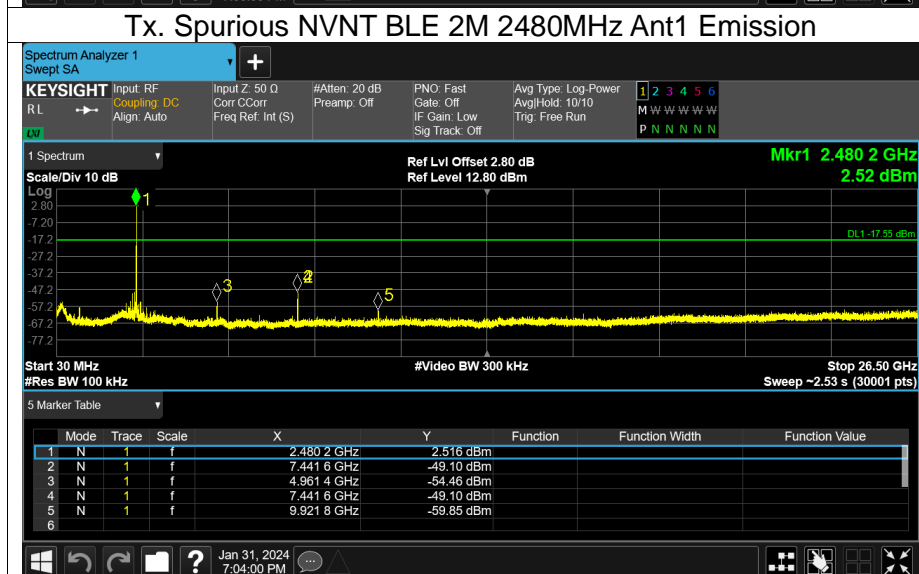 Tx. Spurious NVNT BLE 2M 2480MHz Ant1 Emission
Spectrum Analyzer 1
Swept SA
+
KEYSIGHT Input: RF Input Z: 50 Ω #Atten: 20 dB PNO: Fast Avg Type: Log-Power 1 2 3 4 5 6
RL Coupling: DC Corr CCorr Preamp: Off Gate: Off Avg|Hold: 10/10 M W W W W W
Align: Auto Freq Ref: Int (S) IF Gain: Low Trig: Free Run
LXI Sig Track: Off P N N N N N
1 Spectrum Ref Lvl Offset 2.80 dB Mkr1 2.480 2 GHz
Scale/Div 10 dB Ref Level 12.80 dBm 2.52 dBm
Log
1
2.80
-7.20
-17.2 DL1 -17.55 dBm
-27.2
-37.2
-47.2 3 5
-57.2
-67.2
-77.2
Start 30 MHz #Video BW 300 kHz Stop 26.50 GHz
#Res BW 100 kHz Sweep ~2.53 s (30001 pts)
5 Marker Table
Mode Trace Scale X Y Function Function Width Function Value
1 N 1 f 2.480 2 GHz 2.516 dBm
2 N 1 f 7.441 6 GHz -49.10 dBm
3 N 1 f 4.961 4 GHz -54.46 dBm
4 N 1 f 7.441 6 GHz -49.10 dBm
5 N 1 f 9.921 8 GHz -59.85 dBm
6
? Jan 31, 2024
7:04:00 PM